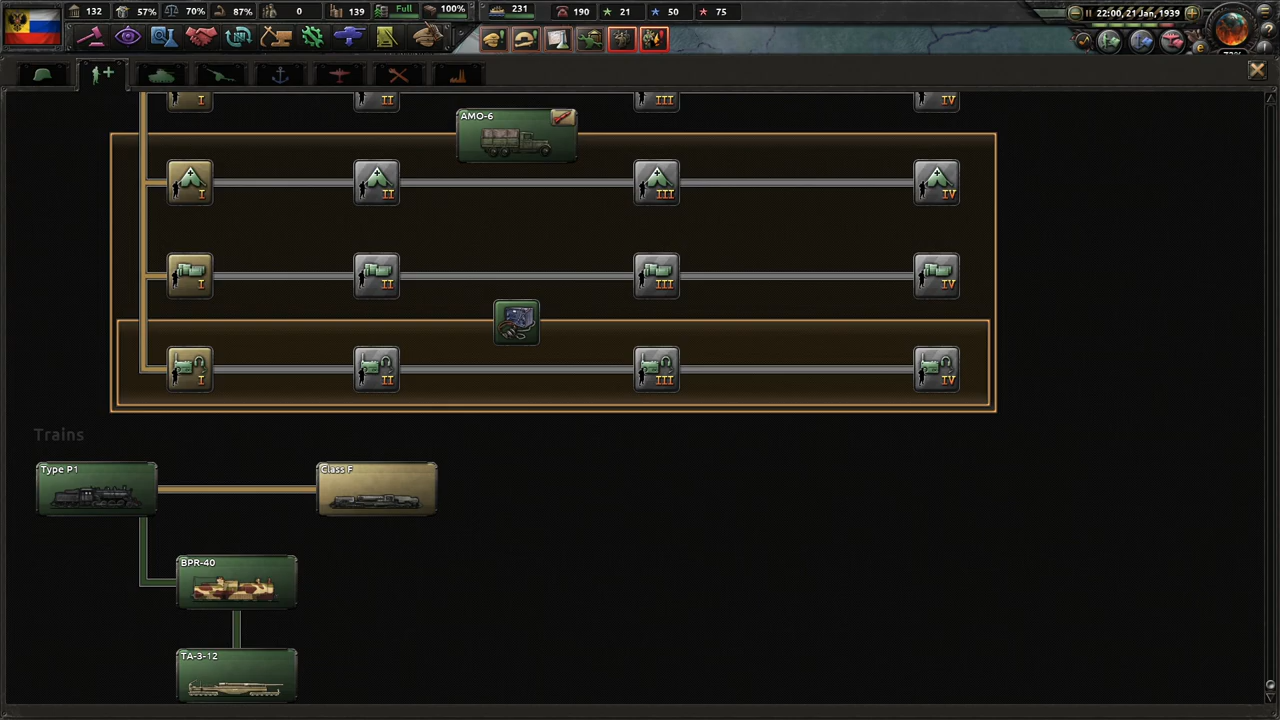 132 57% 70% 87% 0 139 Full 100% 231 190 21 50 75 22:00, 21 Jan, 1939
I II III IV
AMO-6
I II III IV
I II III IV
I II III IV
Trains
Type P1 Class F
BPR-40
TA-3-12